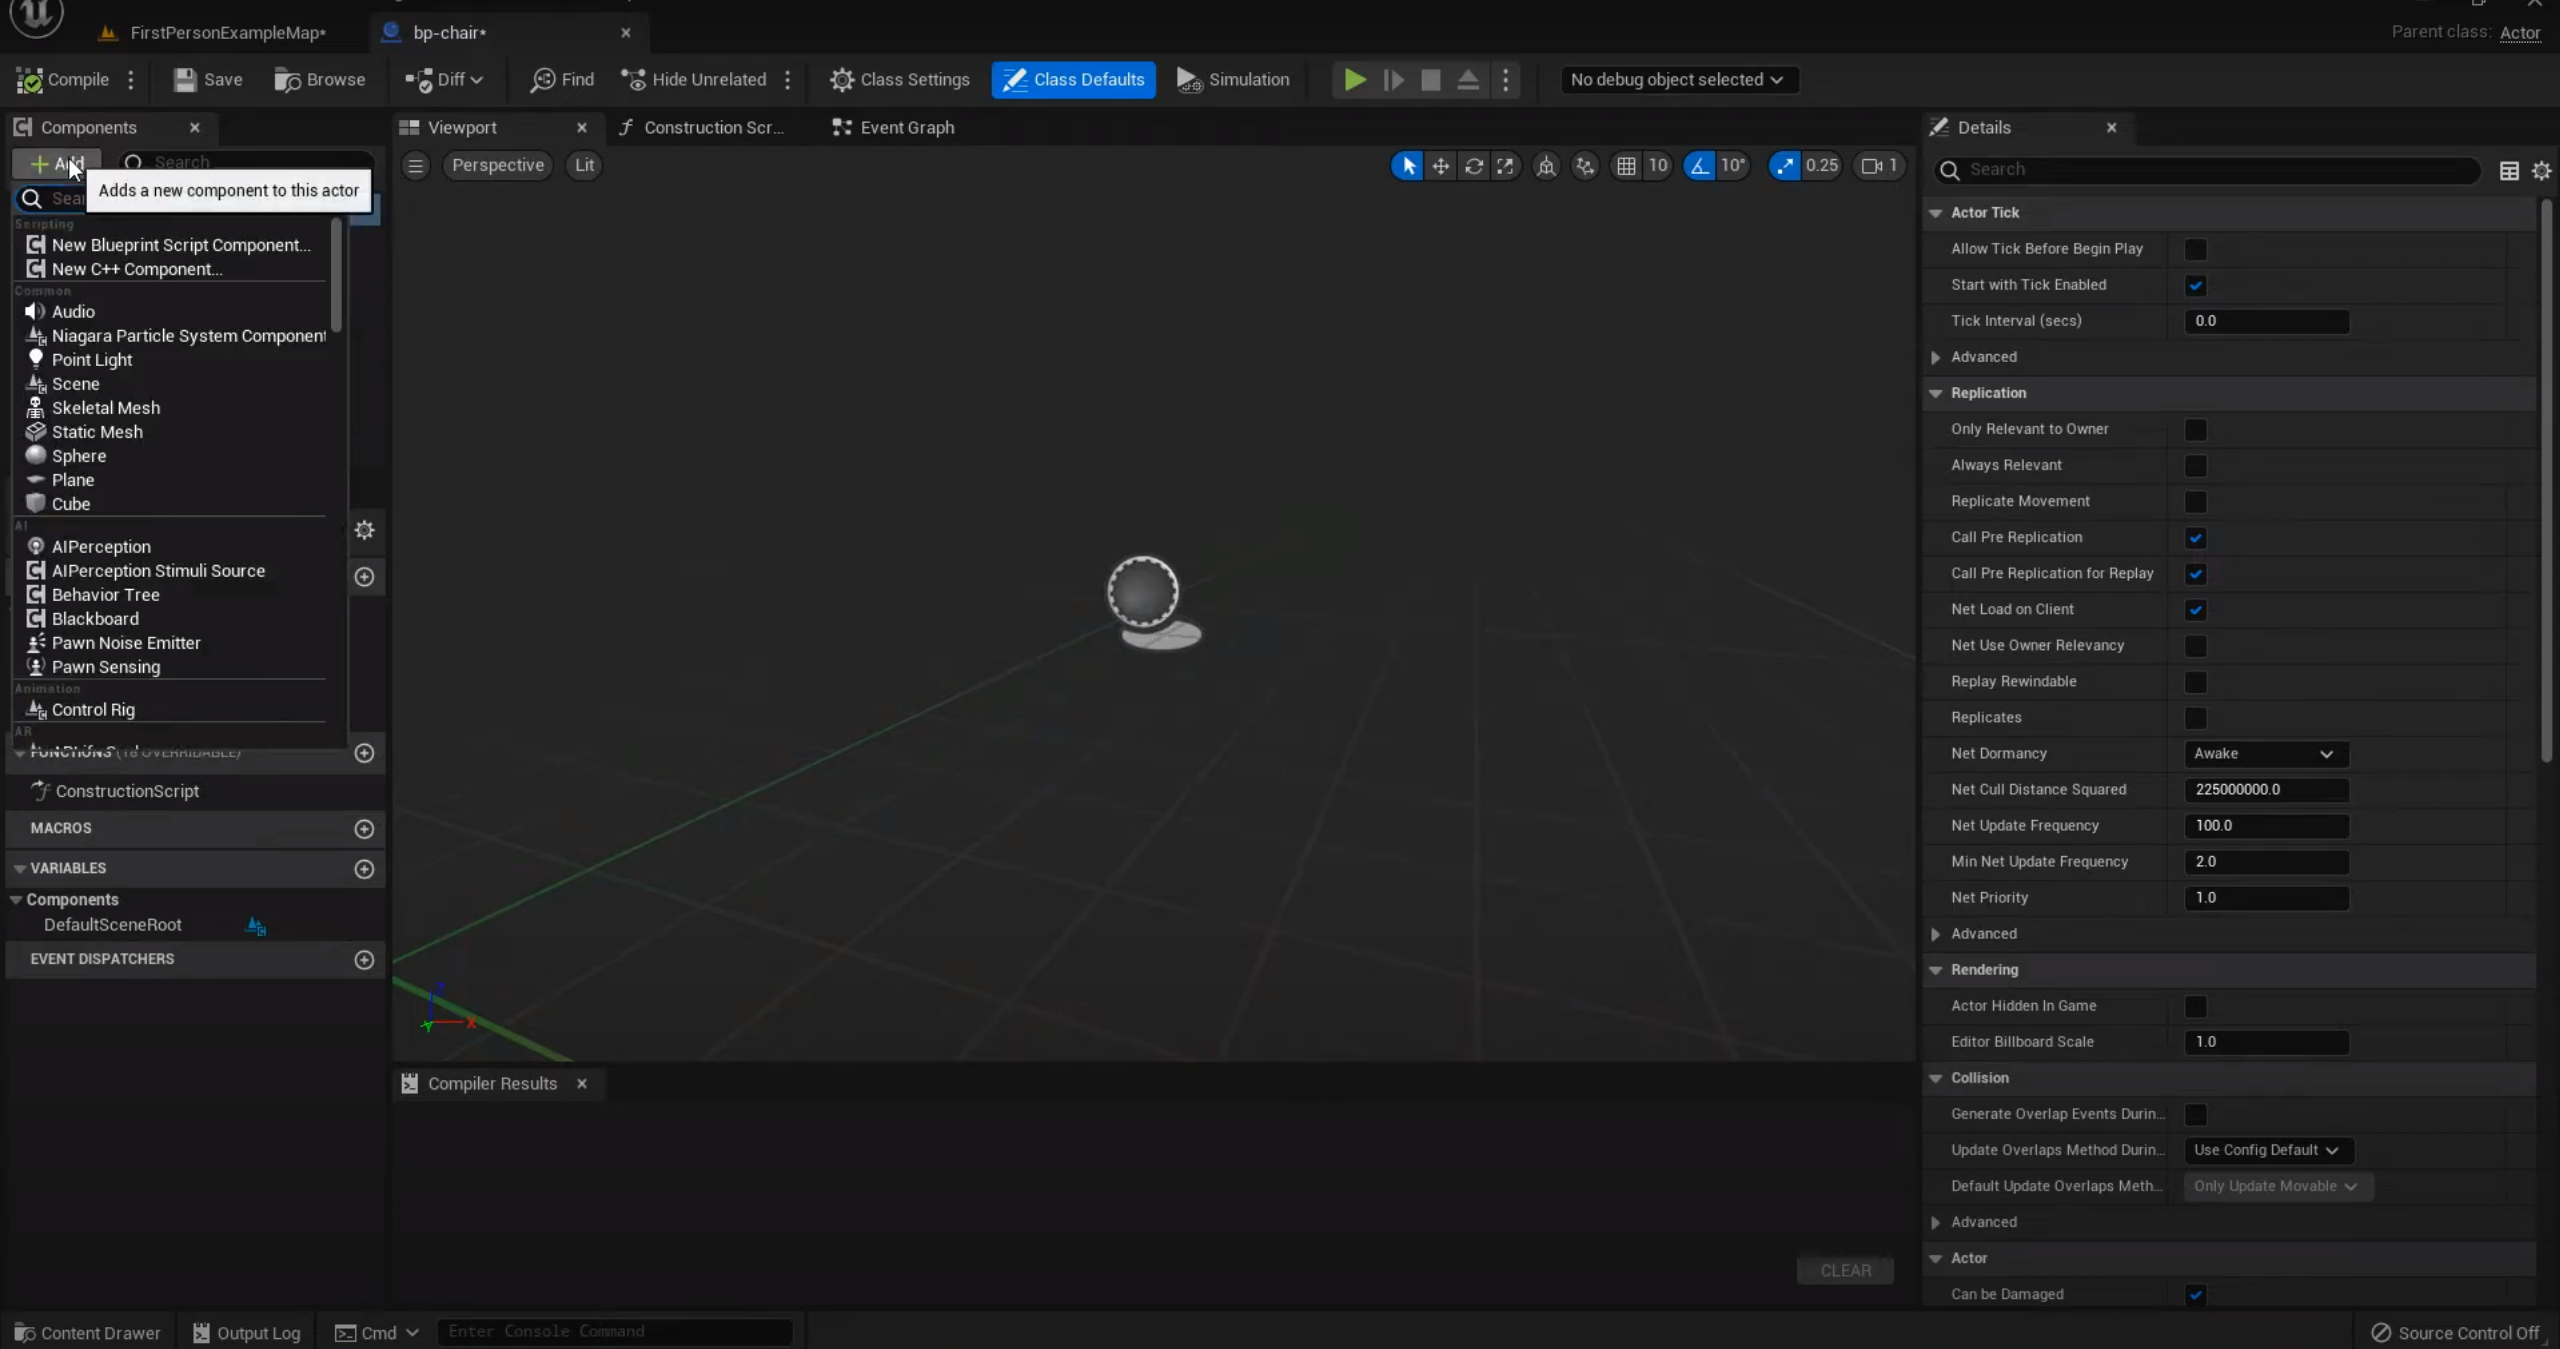 FirstPersonExampleMap*
bp-chair*
Parent class: Actor
Compile
Save
Browse
Diff
Find
Hide Unrelated
Class Settings
Class Defaults
Simulation
No debug object selected
Components
Add
Search
Adds a new component to this actor
Scripting
New Blueprint Script Component...
New C++ Component...
Common
Audio
Niagara Particle System Component
Point Light
Scene
Skeletal Mesh
Static Mesh
Sphere
Plane
Cube
AI
AIPerception
AIPerception Stimuli Source
Behavior Tree
Blackboard
Pawn Noise Emitter
Pawn Sensing
Animation
Control Rig
AR
FUNCTIONS (18 OVERRIDABLE)
ConstructionScript
MACROS
VARIABLES
Components
DefaultSceneRoot
EVENT DISPATCHERS
Viewport
Construction Scr...
Event Graph
Perspective
Lit
10
10°
0.25
1
Z
X
Compiler Results
CLEAR
Details
Search
Actor Tick
Allow Tick Before Begin Play
Start with Tick Enabled
Tick Interval (secs) 0.0
Advanced
Replication
Only Relevant to Owner
Always Relevant
Replicate Movement
Call Pre Replication
Call Pre Replication for Replay
Net Load on Client
Net Use Owner Relevancy
Replay Rewindable
Replicates
Net Dormancy Awake
Net Cull Distance Squared 225000000.0
Net Update Frequency 100.0
Min Net Update Frequency 2.0
Net Priority 1.0
Advanced
Rendering
Actor Hidden In Game
Editor Billboard Scale 1.0
Collision
Generate Overlap Events Durin...
Update Overlaps Method Durin... Use Config Default
Default Update Overlaps Meth... Only Update Movable
Advanced
Actor
Can be Damaged
Content Drawer
Output Log
Cmd
Enter Console Command
Source Control Off